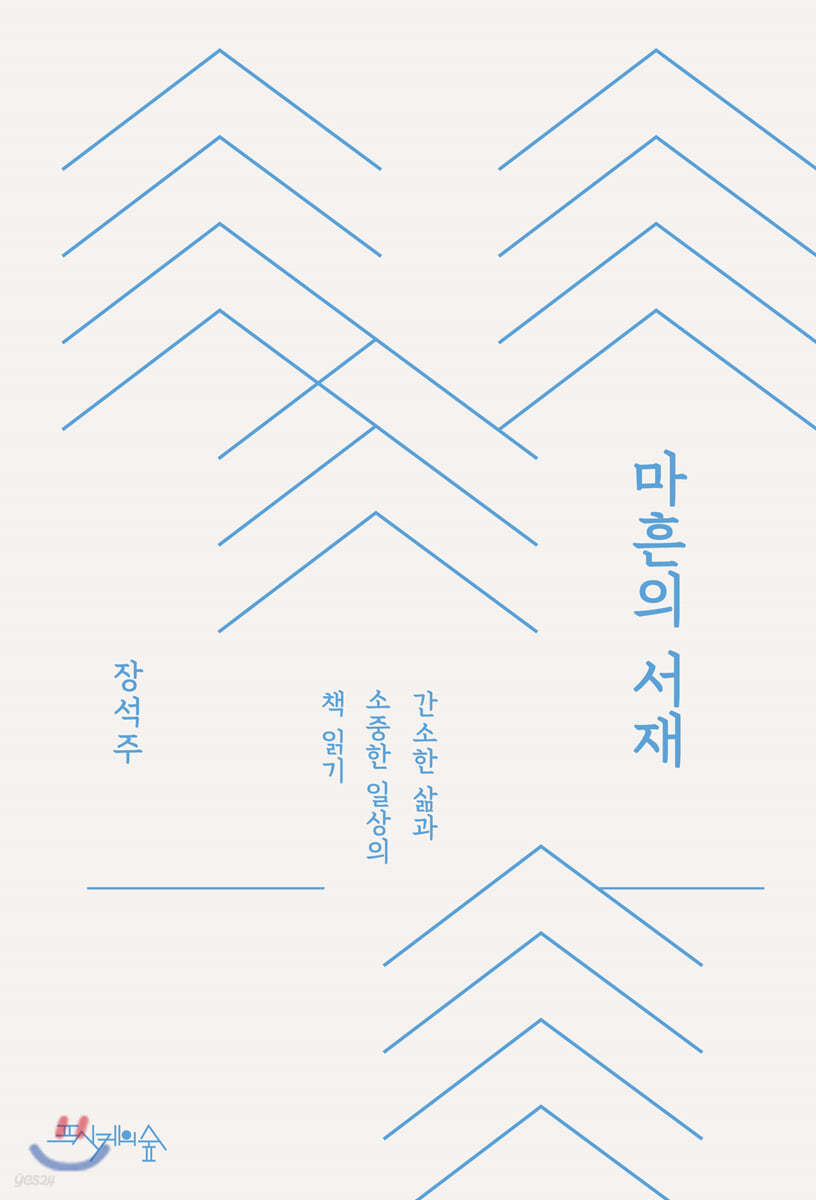 마흔의 서재
간소한 삶과
소중한 일상의
책 읽기
장석주
프시케의숲
yes24